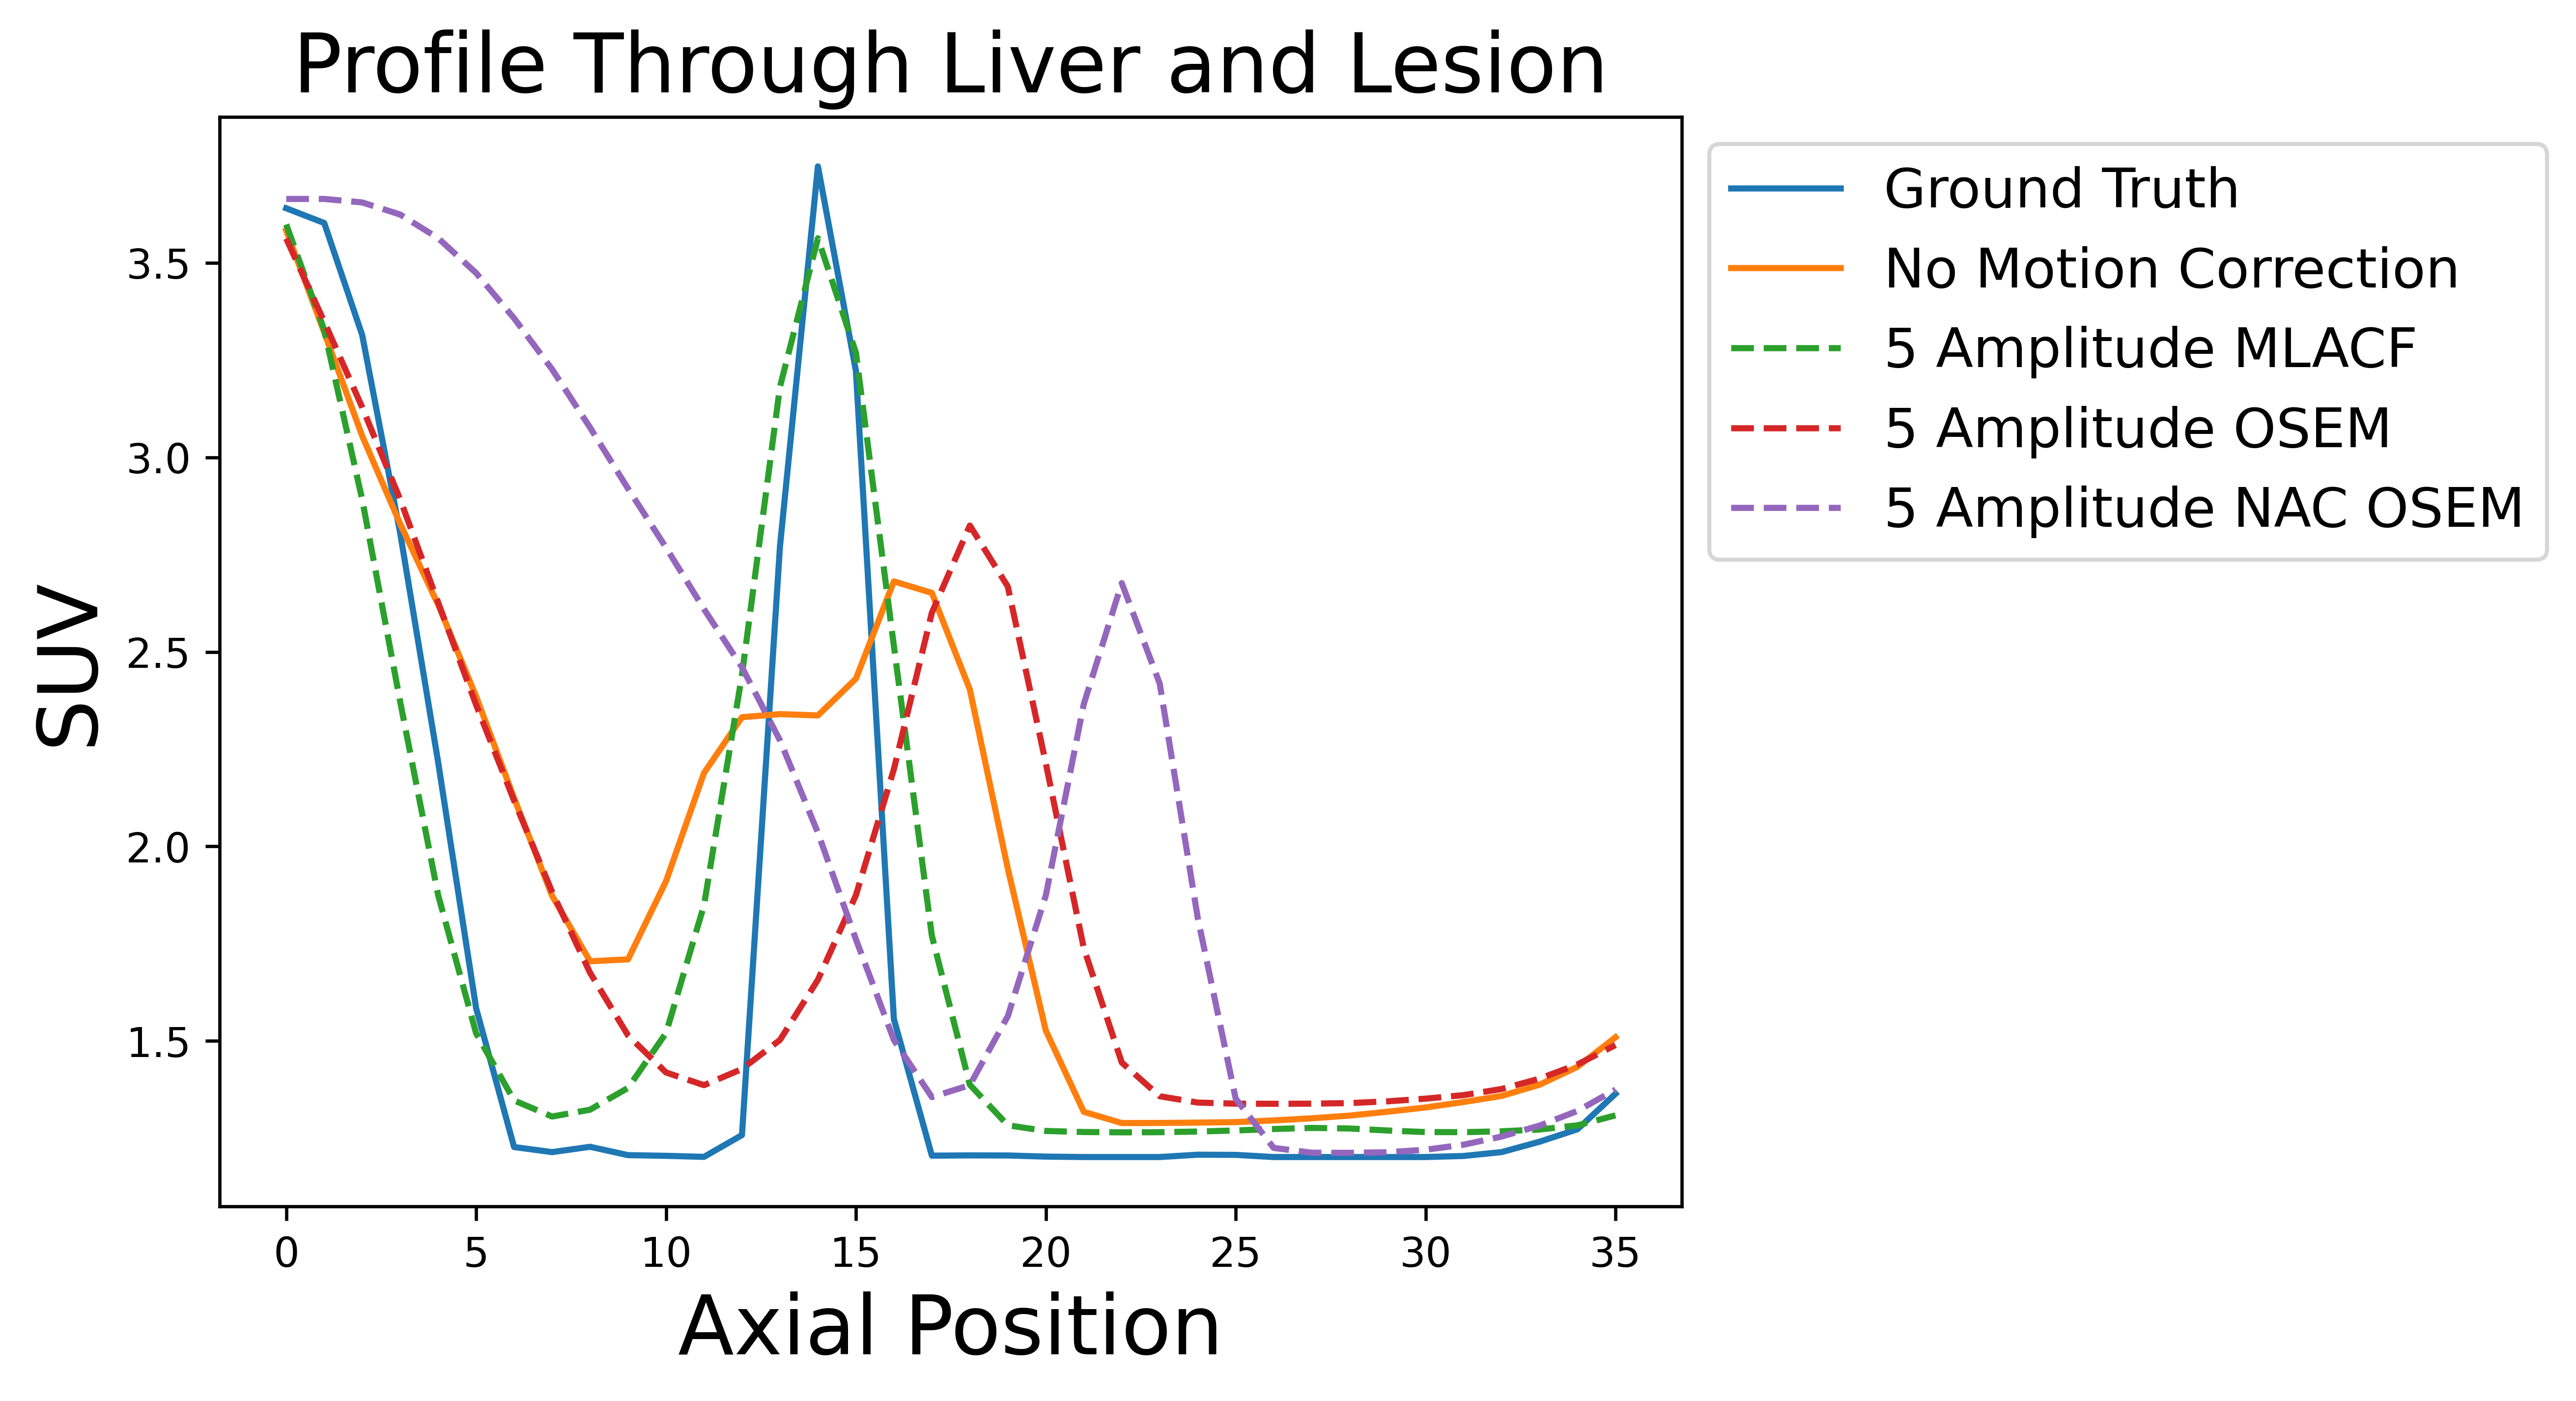 Profile Through Liver and Lesion
Ground Truth
No Motion Correction
5 Amplitude MLACF
5 Amplitude OSEM
5 Amplitude NAC OSEM
SUV
3.5
3.0
2.5
2.0
1.5
0 5 10 15 20 25 30 35
Axial Position